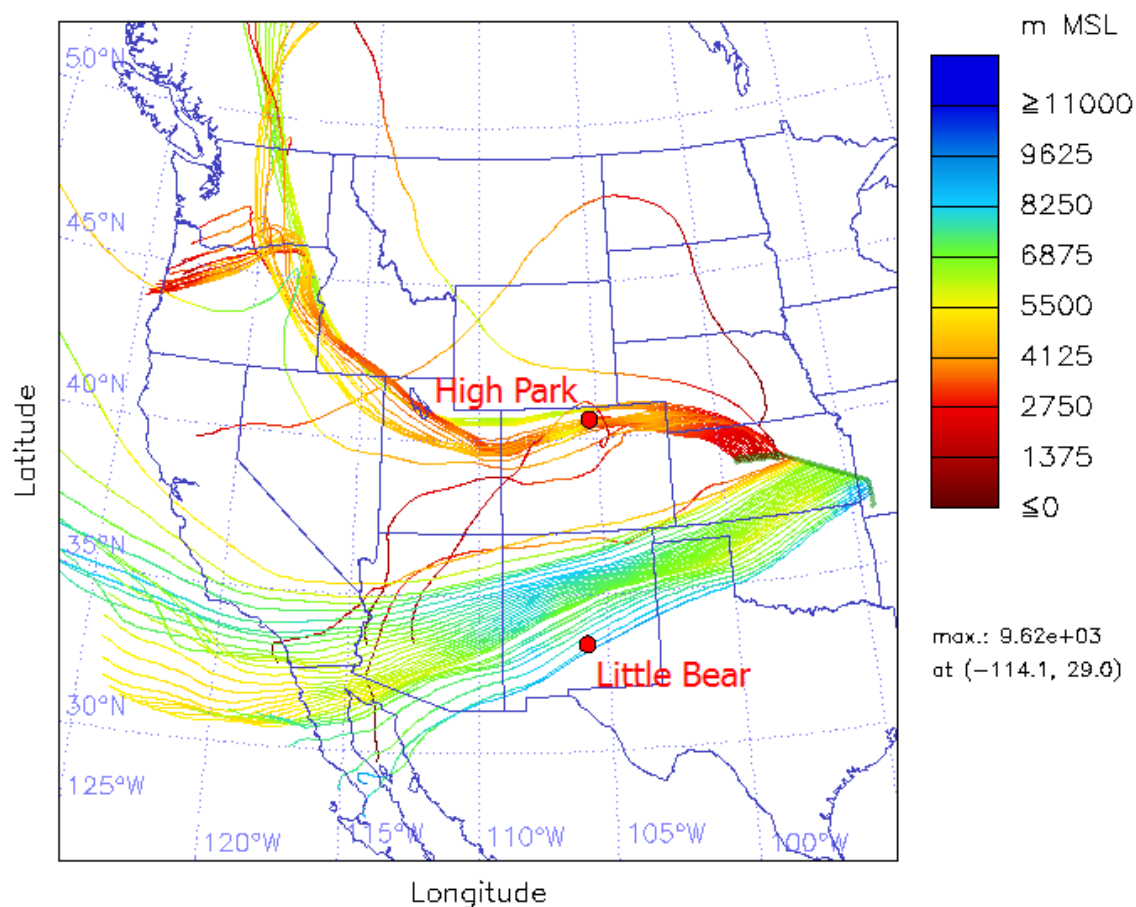 m MSL
≧11000
9625
8250
6875
5500
4125
2750
1375
≦0
max.: 9.62e+03
at (-114.1, 29.0)
50°N
45°N
40°N
35°N
30°N
125°W
120°W
115°W
110°W
105°W
100°W
High Park
Little Bear
Latitude
Longitude